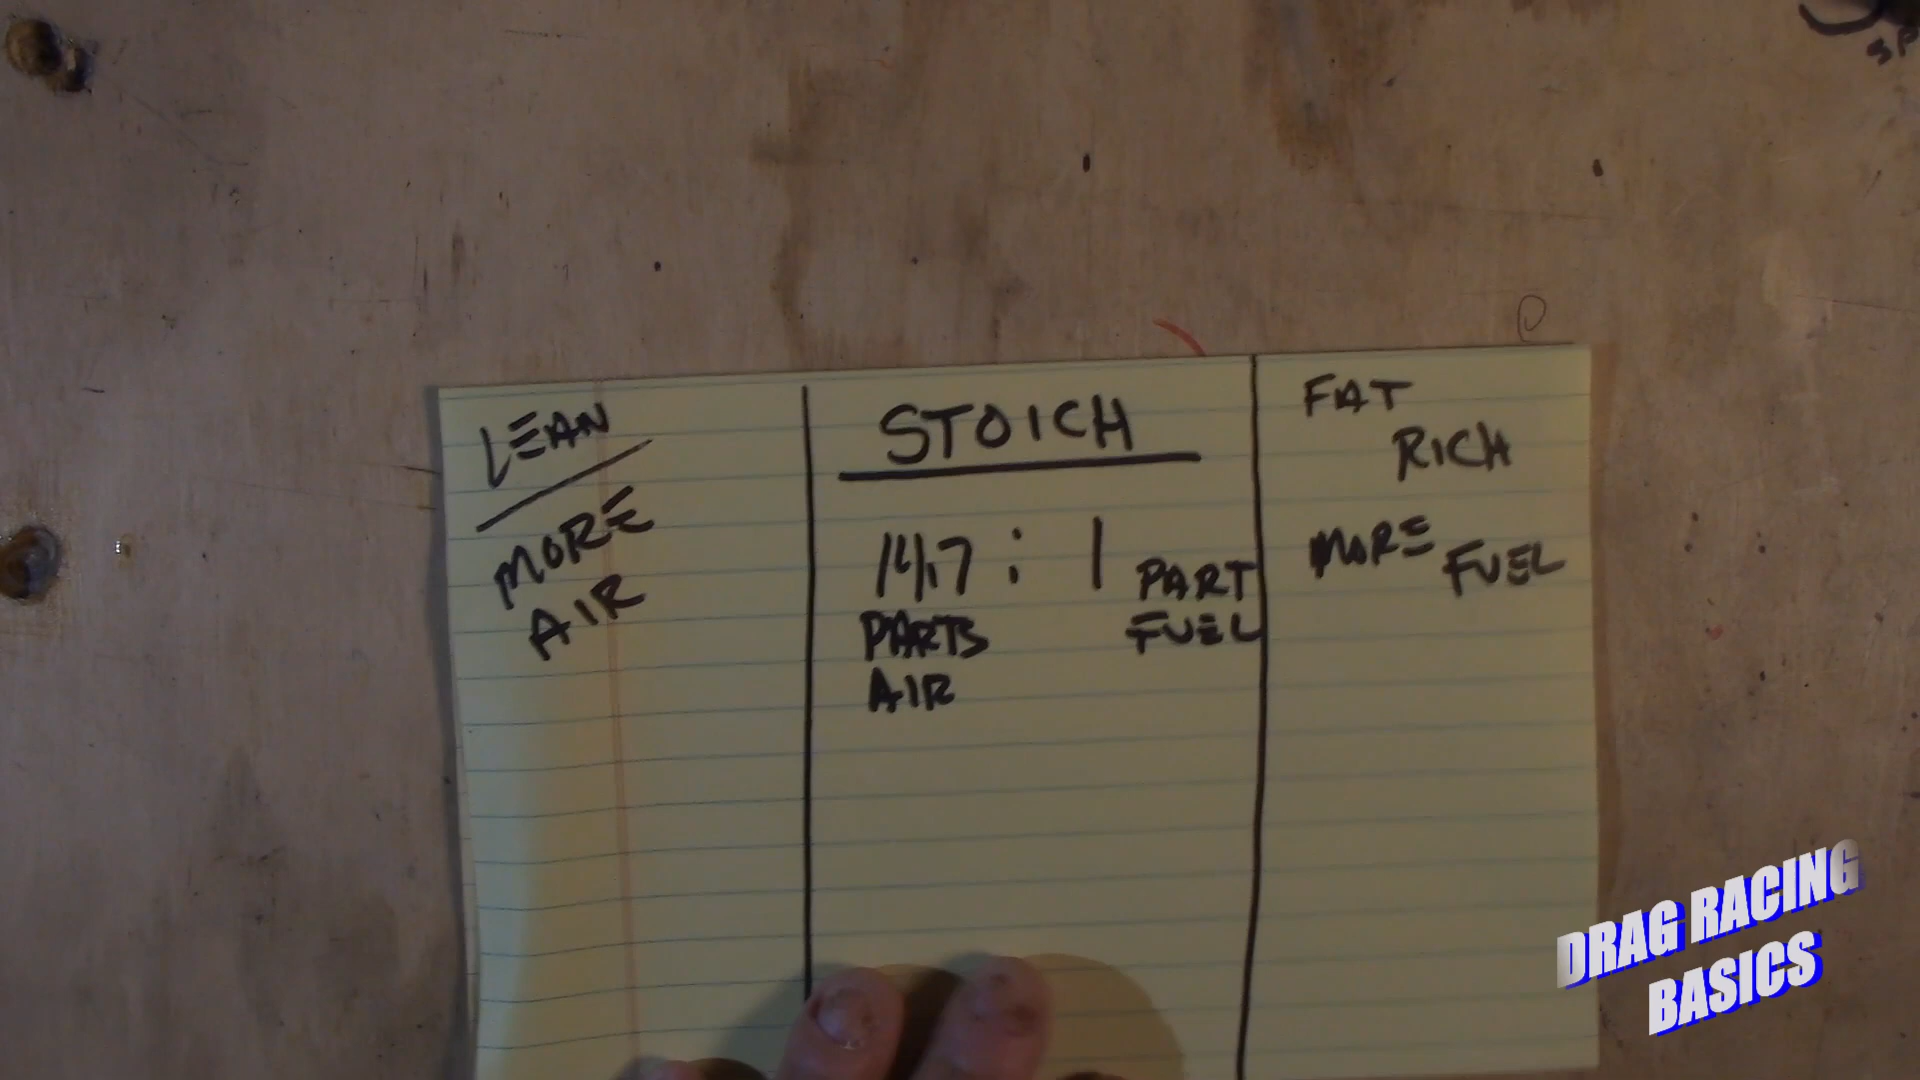 LEAN
MORE
AIR
STOICH
14.7 : 1 PART
PARTS FUEL
AIR
FAT
RICH
MORE FUEL
DRAG RACING
BASICS